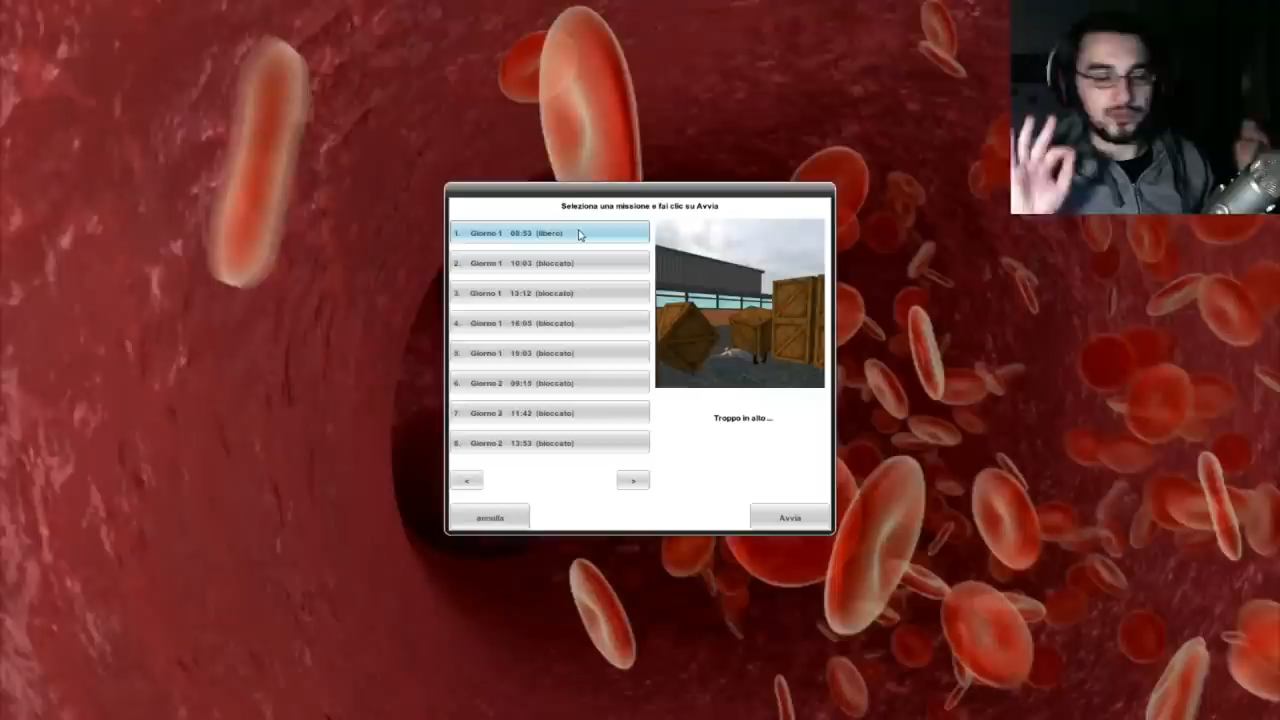 Seleziona una missione e fai clic su Avvia
1. Giorno 1 08:53 (libero)
2. Giorno 1 10:03 (bloccato)
3. Giorno 1 13:12 (bloccato)
4. Giorno 1 16:05 (bloccato)
5. Giorno 1 19:03 (bloccato)
6. Giorno 2 09:15 (bloccato)
7. Giorno 2 11:42 (bloccato)
8. Giorno 2 13:53 (bloccato)
Troppo in alto ...
< >
annulla Avvia